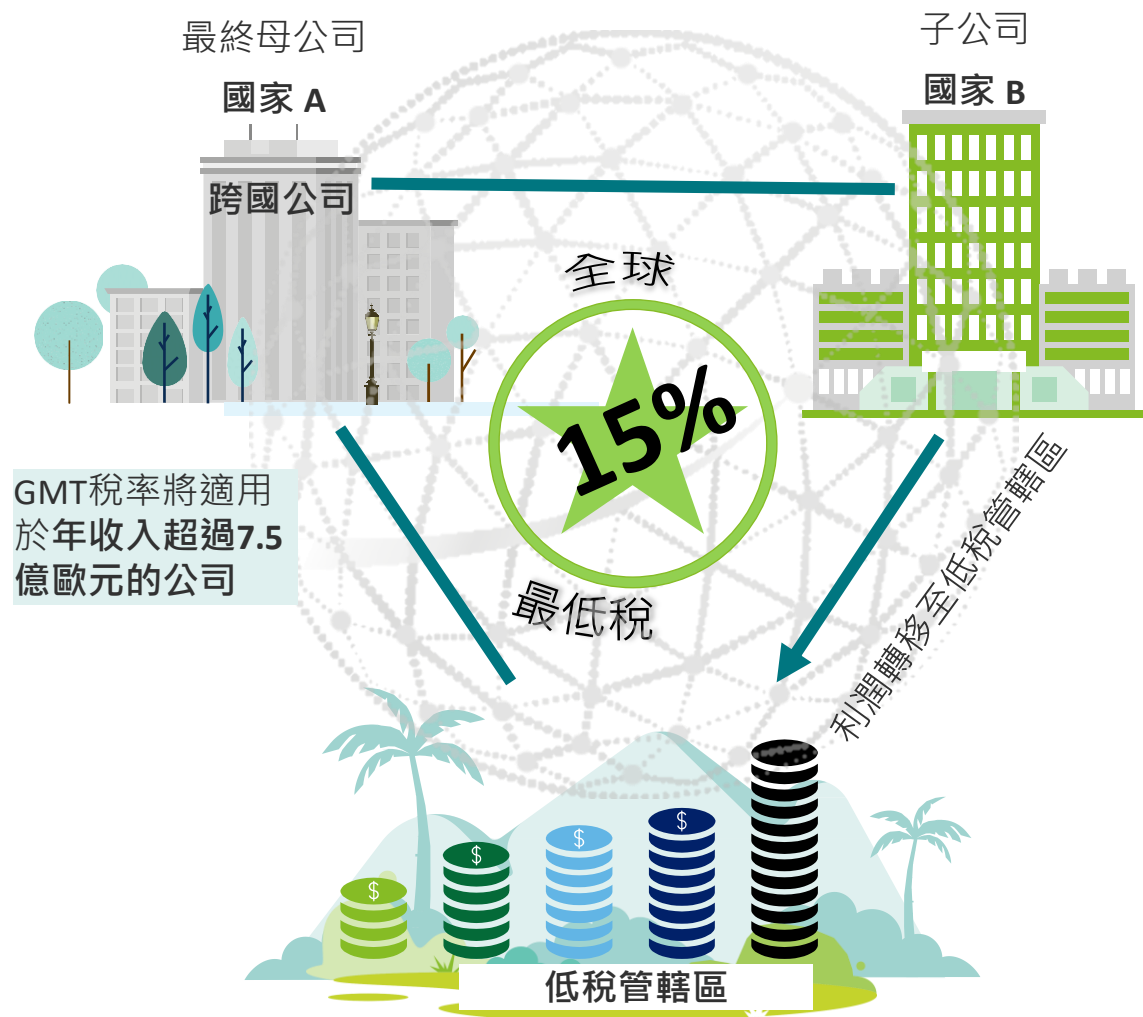 最終母公司
國家 A
跨國公司
子公司
國家 B
全球
15%
最低稅
GMT稅率將適用
於年收入超過7.5
億歐元的公司
利潤轉移至低稅管轄區
$
$
$
$
低稅管轄區